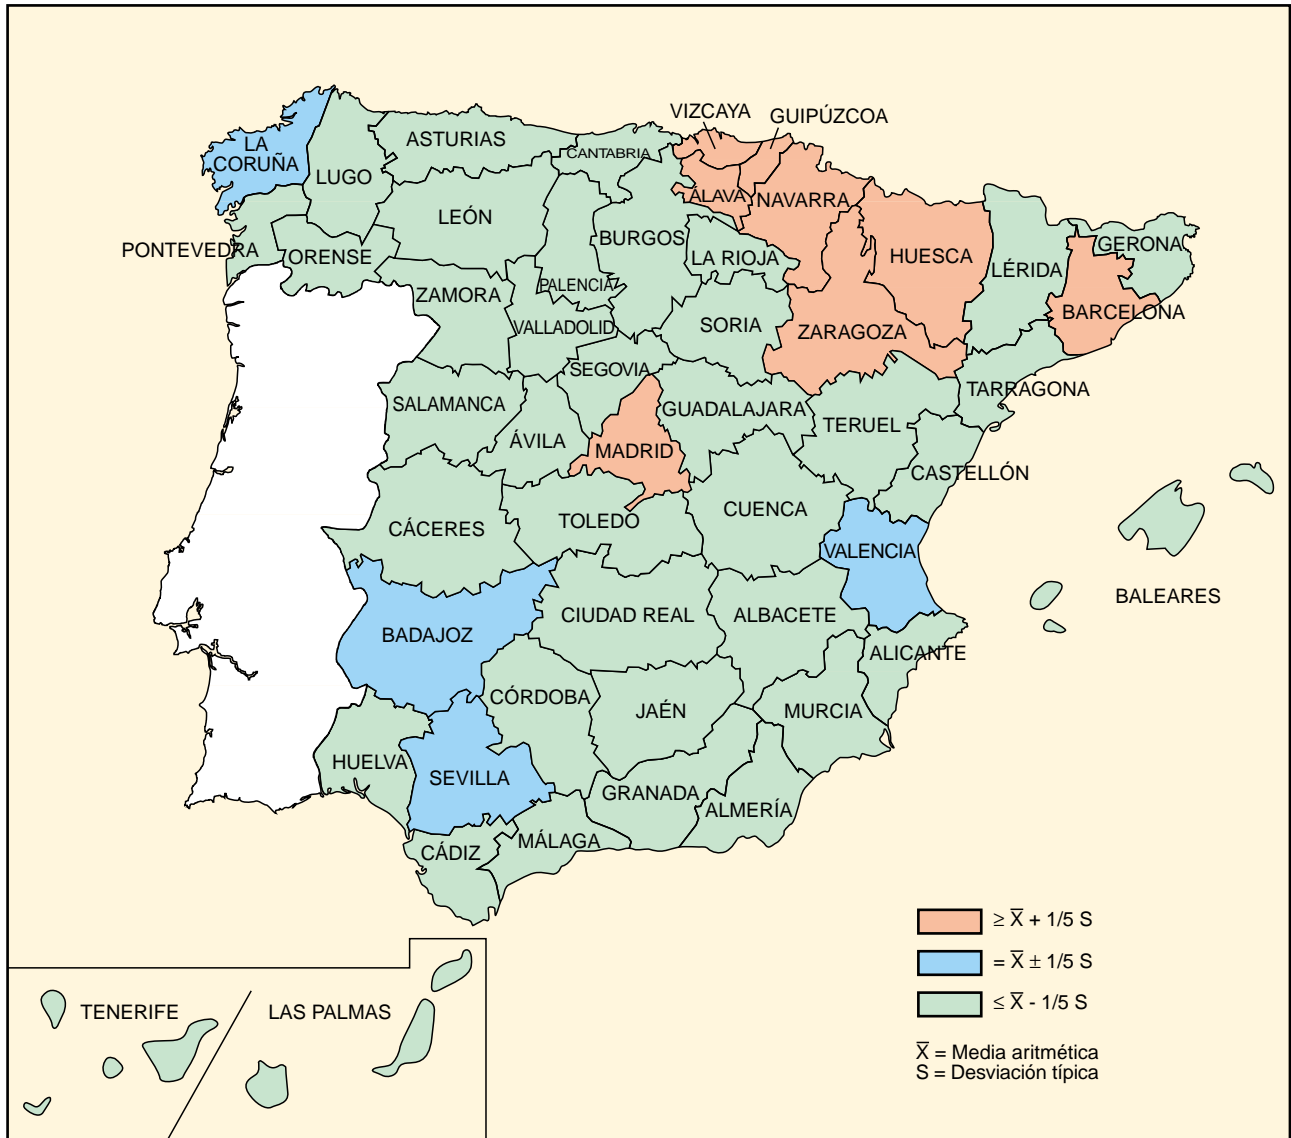 VIZCAYA
GUIPÚZCOA
LA
CORUÑA
LUGO
ASTURIAS
CANTABRIA
ÁLAVA
NAVARRA
LEÓN
BURGOS
LA RIOJA
HUESCA
GERONA
PONTEVEDRA
ORENSE
LÉRIDA
ZAMORA
PALENCIA
BARCELONA
VALLADOLID
SORIA
ZARAGOZA
SEGOVIA
TARRAGONA
SALAMANCA
GUADALAJARA
TERUEL
ÁVILA
MADRID
CASTELLÓN
CÁCERES
TOLEDO
CUENCA
VALENCIA
BALEARES
BADAJOZ
CIUDAD REAL
ALBACETE
ALICANTE
CÓRDOBA
JAÉN
MURCIA
HUELVA
SEVILLA
GRANADA
ALMERÍA
CÁDIZ
MÁLAGA
TENERIFE
LAS PALMAS
≥ X̅ + 1/5 S
= X̅ ± 1/5 S
≤ X̅ - 1/5 S
X̅ = Media aritmética
S = Desviación típica